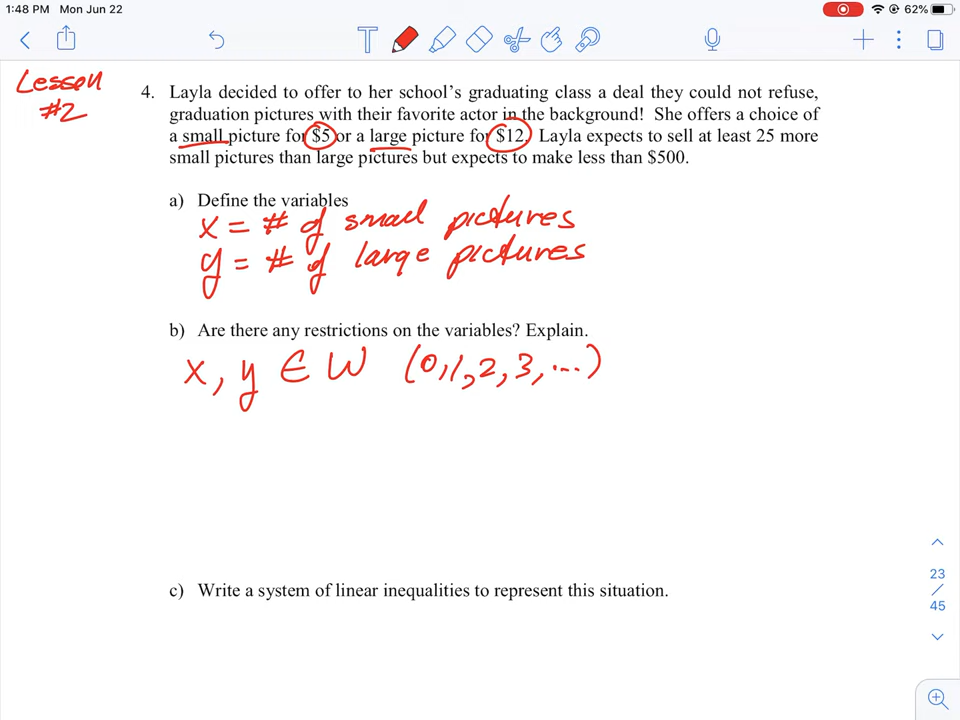 1:48 PM Mon Jun 22
62%
T
Lesson
#2
4. Layla decided to offer to her school's graduating class a deal they could not refuse,
graduation pictures with their favorite actor in the background! She offers a choice of
a small picture for $5 or a large picture for $12. Layla expects to sell at least 25 more
small pictures than large pictures but expects to make less than $500.
a) Define the variables
x = # of small pictures
y = # of large pictures
b) Are there any restrictions on the variables? Explain.
x, y ∈ W (0,1,2,3,...)
c) Write a system of linear inequalities to represent this situation.
23
/
45